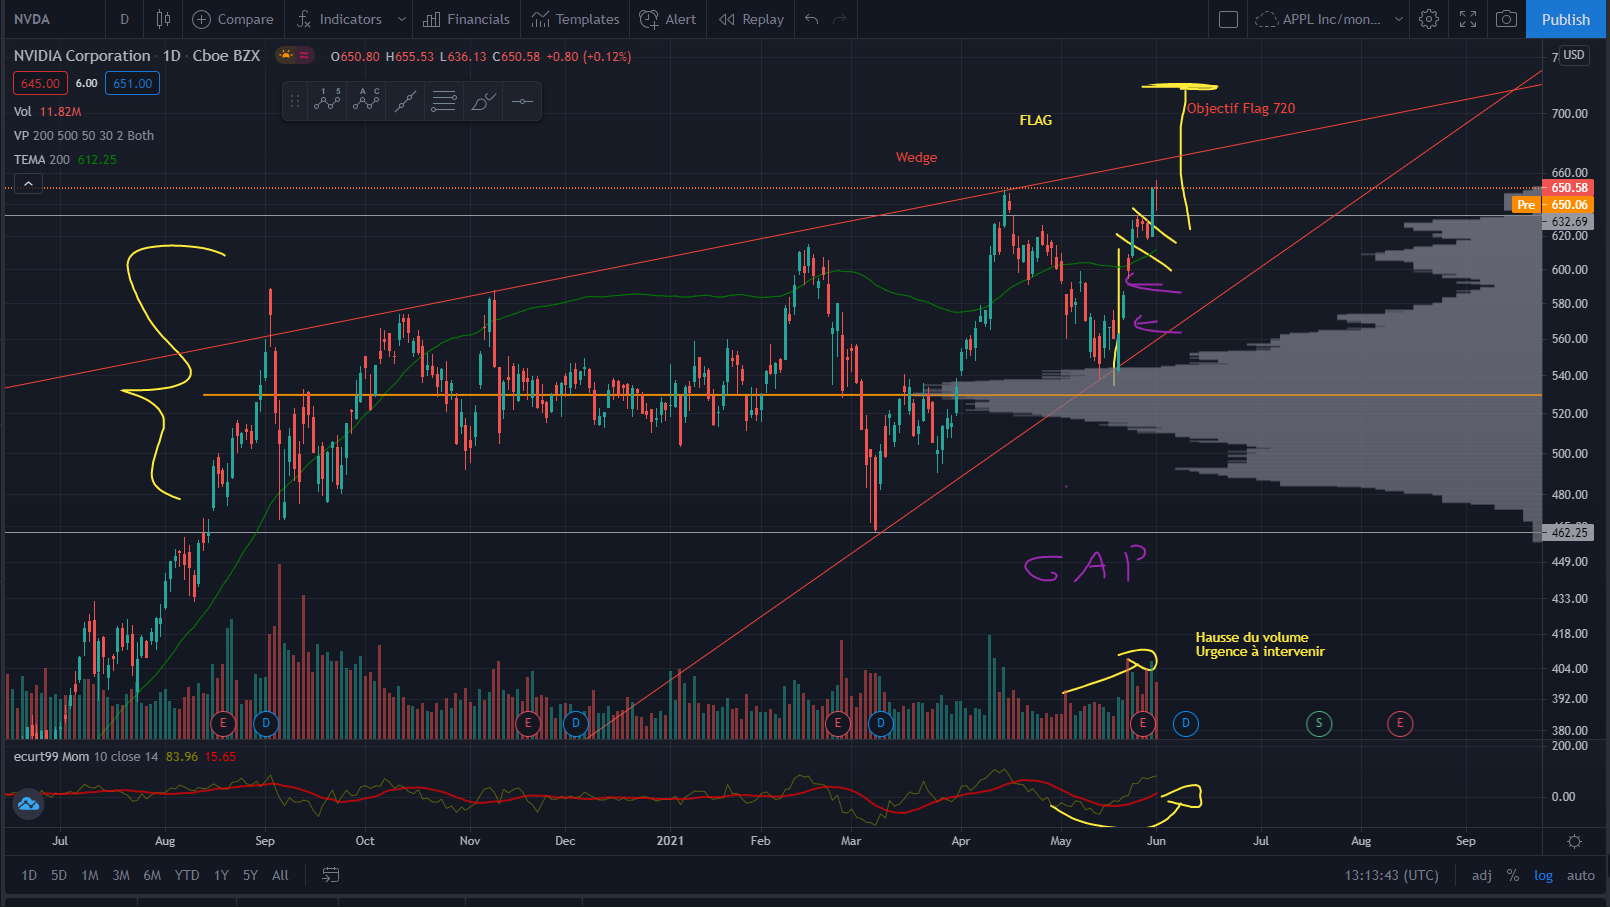 NVDA D Compare Indicators Financials Templates Alert Replay APPL Inc/mon... Publish
NVIDIA Corporation · 1D · Cboe BZX O650.80 H655.53 L636.13 C650.58 +0.80 (+0.12%)
USD
645.00 6.00 651.00
1 5 A C
Vol 11.82M
VP 200 500 50 30 2 Both
TEMA 200 612.25
FLAG
Objectif Flag 720
Wedge
700.00
660.00
650.58
Pre 650.06
632.69
620.00
600.00
580.00
560.00
540.00
520.00
500.00
480.00
462.25
449.00
433.00
418.00
404.00
392.00
380.00
GAP
Hausse du volume
Urgence à intervenir
E D E D E D E D S E
200.00
ecurt99 Mom 10 close 14 83.96 15.65
0.00
Jul Aug Sep Oct Nov Dec 2021 Feb Mar Apr May Jun Jul Aug Sep
1D 5D 1M 3M 6M YTD 1Y 5Y All 13:13:43 (UTC) adj % log auto